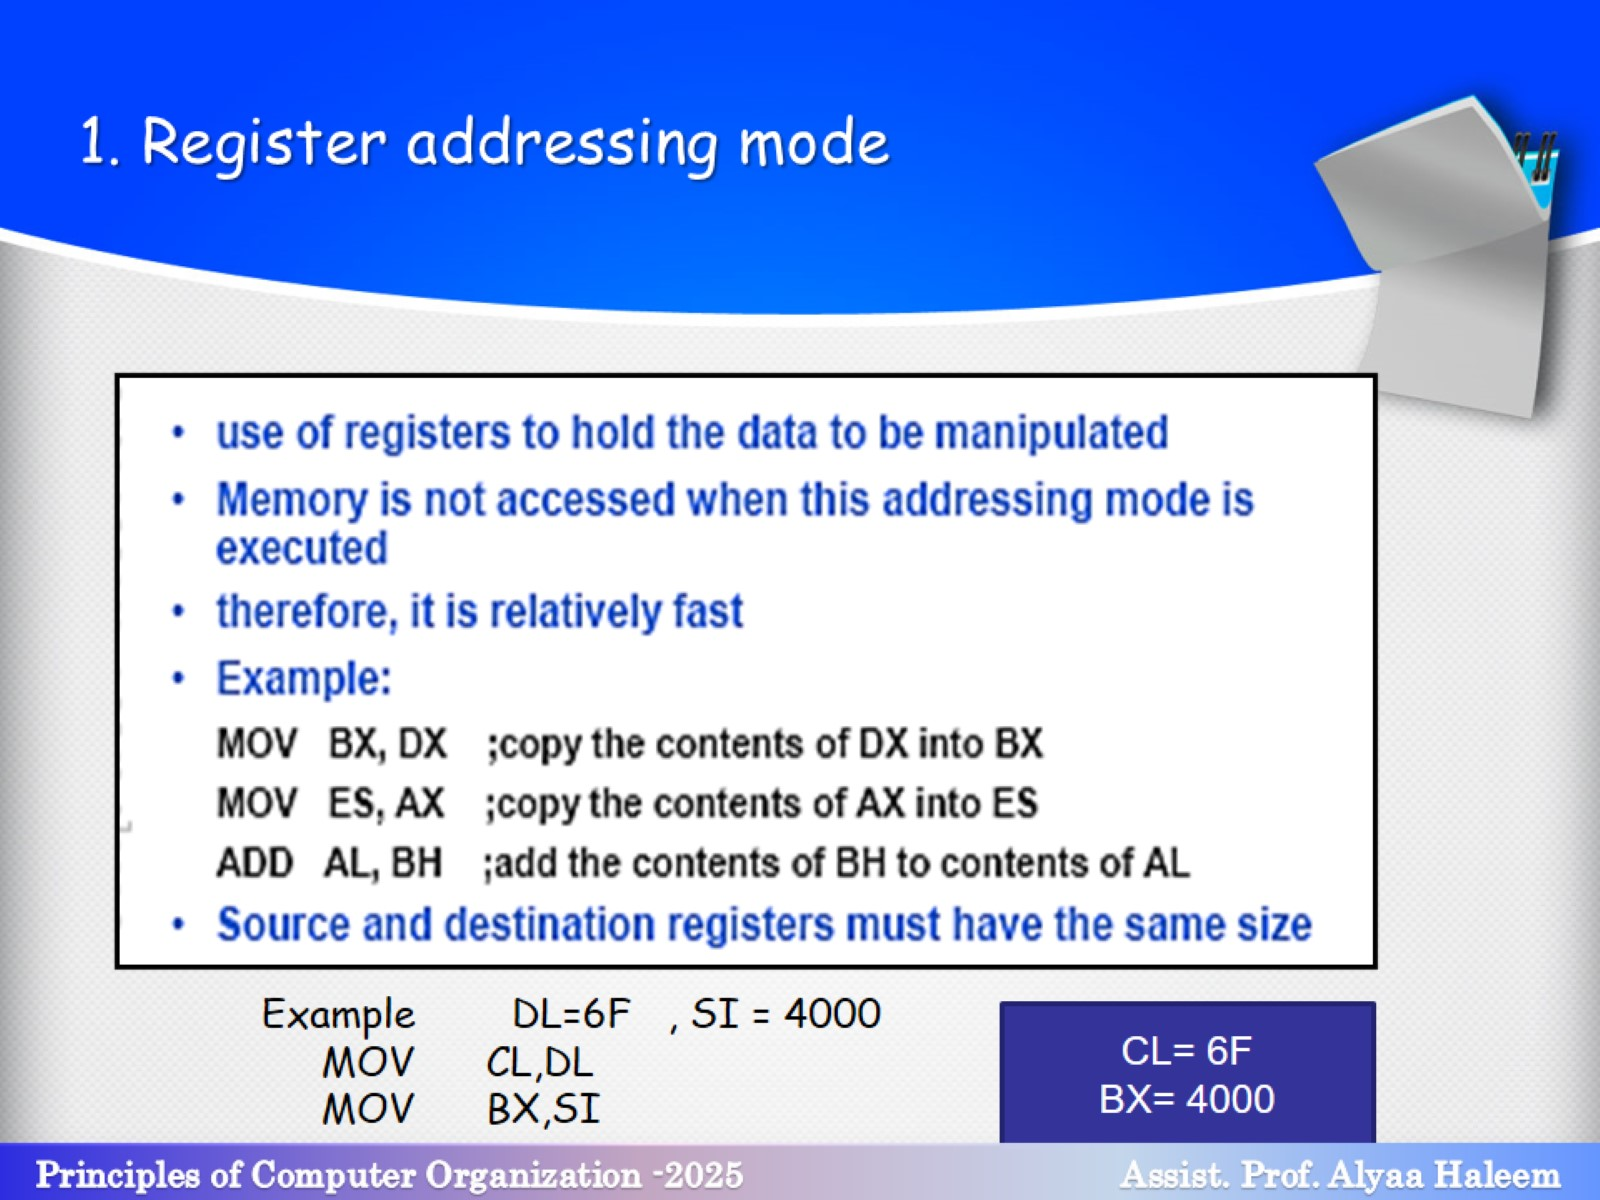 1. Register addressing mode
• use of registers to hold the data to be manipulated
• Memory is not accessed when this addressing mode is
executed
• therefore, it is relatively fast
• Example:
MOV BX, DX ;copy the contents of DX into BX
MOV ES, AX ;copy the contents of AX into ES
ADD AL, BH ;add the contents of BH to contents of AL
• Source and destination registers must have the same size
Example DL=6F , SI = 4000
MOV CL,DL
MOV BX,SI
CL= 6F
BX= 4000
Principles of Computer Organization -2025
Assist. Prof. Alyaa Haleem